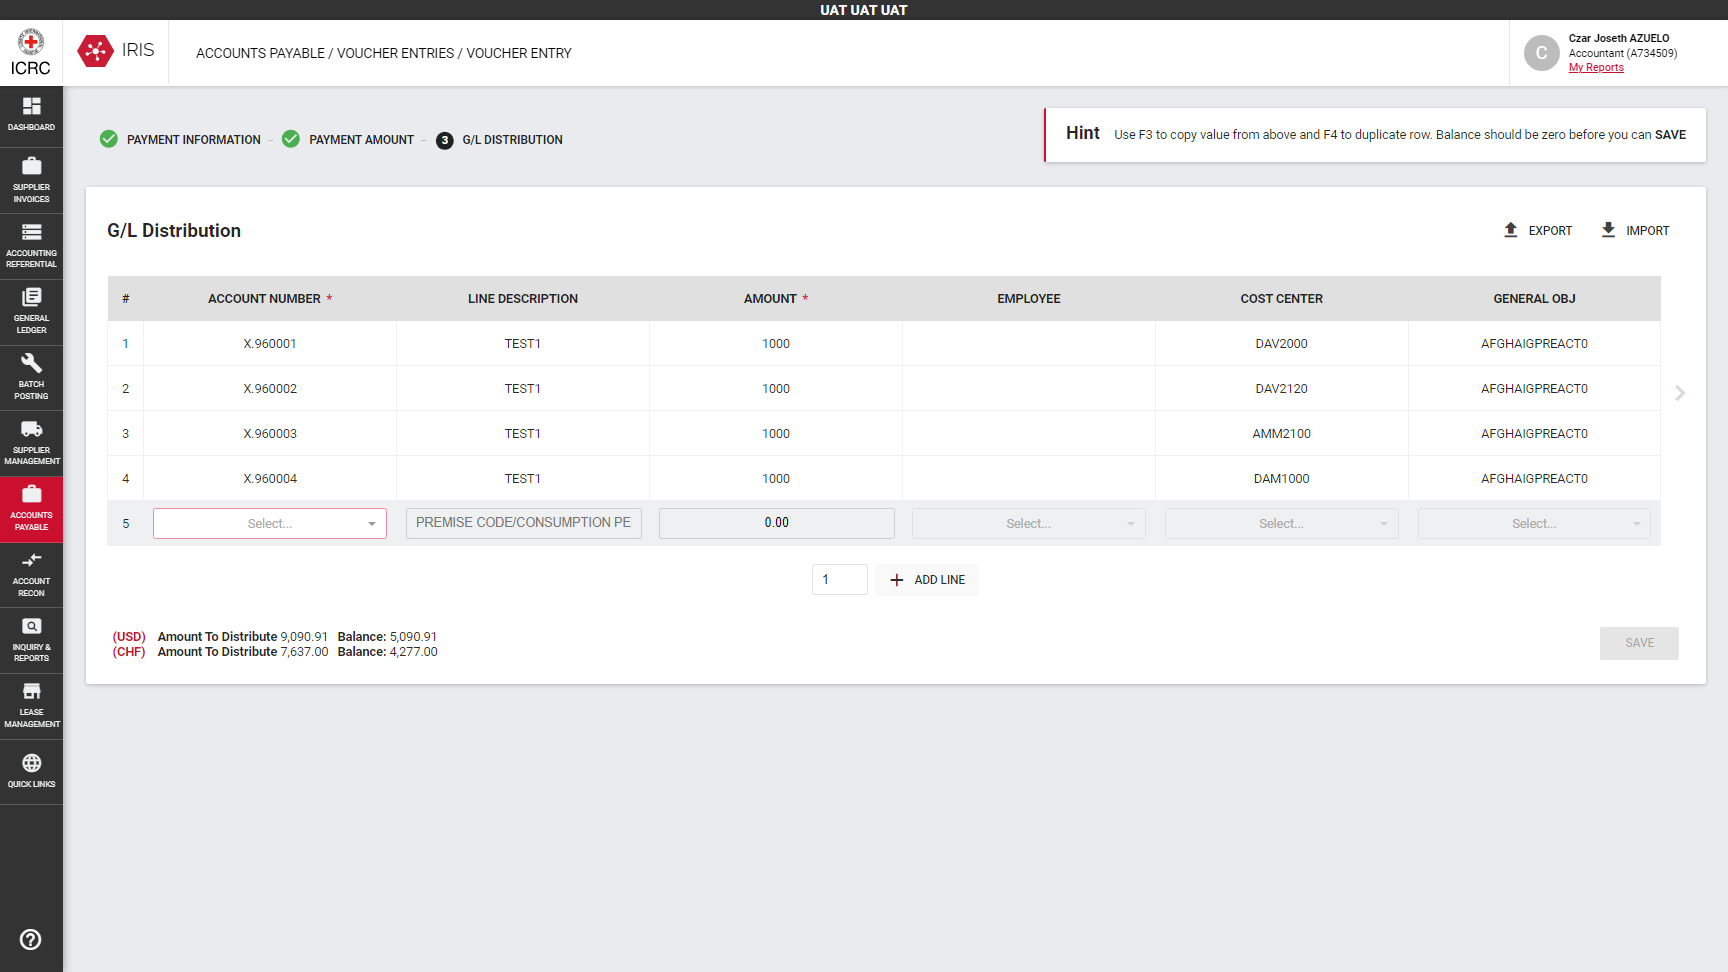 UAT UAT UAT
ICRC
IRIS
ACCOUNTS PAYABLE / VOUCHER ENTRIES / VOUCHER ENTRY
C
Czar Joseth AZUELO
Accountant (A734509)
My Reports
DASHBOARD
SUPPLIER
INVOICES
ACCOUNTING
REFERENTIAL
GENERAL
LEDGER
BATCH
POSTING
SUPPLIER
MANAGEMENT
ACCOUNTS
PAYABLE
ACCOUNT
RECON
INQUIRY &
REPORTS
LEASE
MANAGEMENT
QUICK LINKS
PAYMENT INFORMATION – PAYMENT AMOUNT – 3 G/L DISTRIBUTION
Hint Use F3 to copy value from above and F4 to duplicate row. Balance should be zero before you can SAVE
G/L Distribution
EXPORT IMPORT
# ACCOUNT NUMBER * LINE DESCRIPTION AMOUNT * EMPLOYEE COST CENTER GENERAL OBJ
1 X.960001 TEST1 1000 DAV2000 AFGHAIGPREACT0
2 X.960002 TEST1 1000 DAV2120 AFGHAIGPREACT0
3 X.960003 TEST1 1000 AMM2100 AFGHAIGPREACT0
4 X.960004 TEST1 1000 DAM1000 AFGHAIGPREACT0
5 Select... PREMISE CODE/CONSUMPTION PE 0.00 Select... Select... Select...
1 + ADD LINE
(USD) Amount To Distribute 9,090.91 Balance: 5,090.91
(CHF) Amount To Distribute 7,637.00 Balance: 4,277.00
SAVE